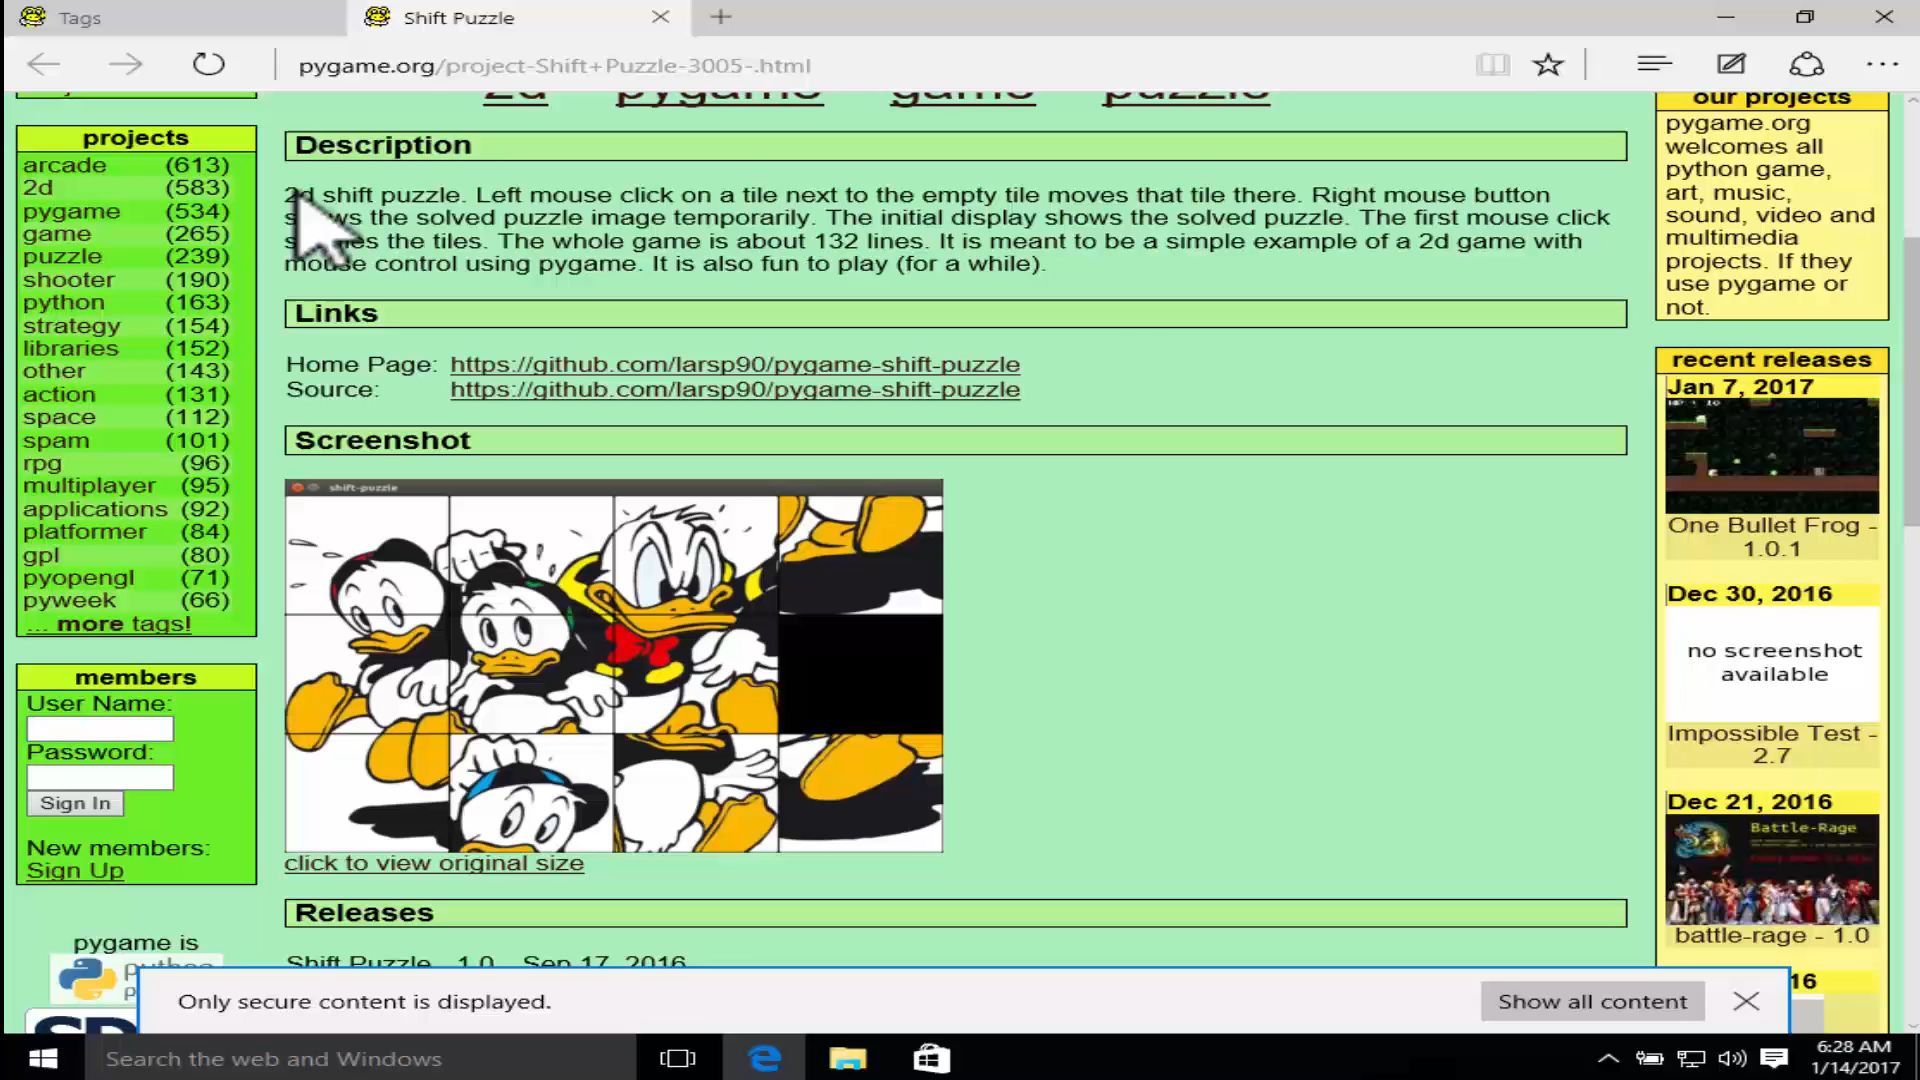 Tags
Shift Puzzle
pygame.org/project-Shift+Puzzle-3005-.html
2d pygame game puzzle
projects
arcade (613)
2d (583)
pygame (534)
game (265)
puzzle (239)
shooter (190)
python (163)
strategy (154)
libraries (152)
other (143)
action (131)
space (112)
spam (101)
rpg (96)
multiplayer (95)
applications (92)
platformer (84)
gpl (80)
pyopengl (71)
pyweek (66)
... more tags!
members
User Name:
Password:
Sign In
New members:
Sign Up
pygame is
Description
2d shift puzzle. Left mouse click on a tile next to the empty tile moves that tile there. Right mouse button
the solved puzzle image temporarily. The initial display shows the solved puzzle. The first mouse click
the tiles. The whole game is about 132 lines. It is meant to be a simple example of a 2d game with
mouse control using pygame. It is also fun to play (for a while).
Links
Home Page: https://github.com/larsp90/pygame-shift-puzzle
Source: https://github.com/larsp90/pygame-shift-puzzle
Screenshot
shift-puzzle
click to view original size
Releases
Shift Puzzle 1.0 Sep 17, 2016
our projects
pygame.org
welcomes all
python game,
art, music,
sound, video and
multimedia
projects. If they
use pygame or
not.
recent releases
Jan 7, 2017
One Bullet Frog -
1.0.1
Dec 30, 2016
no screenshot
available
Impossible Test -
2.7
Dec 21, 2016
Battle-Rage
battle-rage - 1.0
16
Only secure content is displayed.
Show all content
Search the web and Windows
6:28 AM
1/14/2017